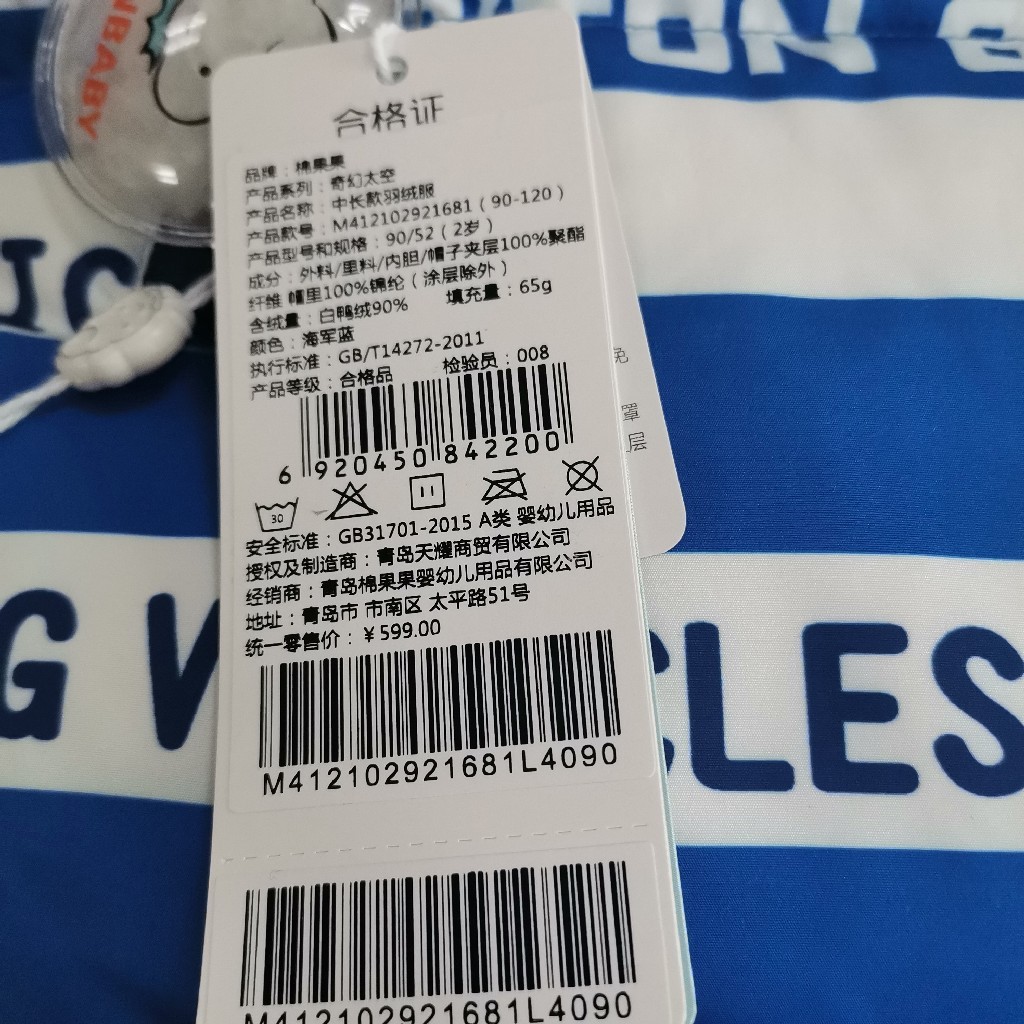 NBABY
TON G
合格证
品牌：棉果果
产品系列：奇幻太空
产品名称：中长款羽绒服
产品款号：M412102921681（90-120）
产品型号和规格：90/52（2岁）
成分：外料/里料/内胆/帽子夹层100%聚酯
纤维 帽里100%锦纶（涂层除外）
含绒量：白鸭绒90% 填充量：65g
颜色：海军蓝
执行标准：GB/T14272-2011
产品等级：合格品 检验员：008
6 920450 842200
30
安全标准：GB31701-2015 A类 婴幼儿用品
授权及制造商：青岛天耀商贸有限公司
经销商：青岛棉果果婴幼儿用品有限公司
地址：青岛市 市南区 太平路51号
统一零售价：￥599.00
M412102921681L4090
M412102921681L4090
免
罩
层
JC
G V
CLES